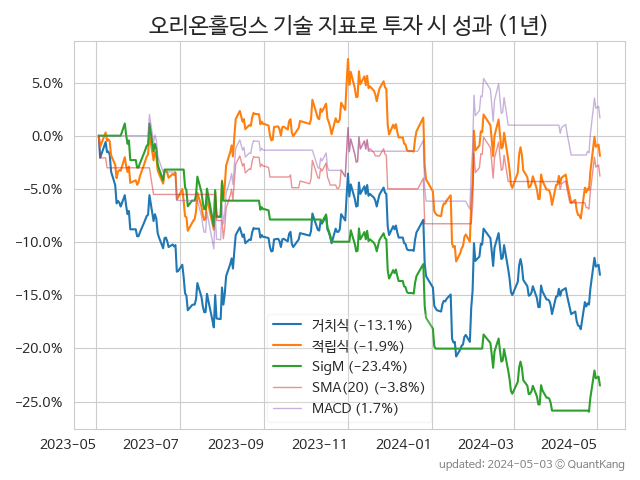 오리온홀딩스 기술 지표로 투자 시 성과 (1년)
5.0%
0.0%
−5.0%
−10.0%
−15.0%
−20.0%
−25.0%
거치식 (−13.1%)
적립식 (−1.9%)
SigM (−23.4%)
SMA(20) (−3.8%)
MACD (1.7%)
2023-05 2023-07 2023-09 2023-11 2024-01 2024-03 2024-05
updated: 2024-05-03 ⓒ QuantKang